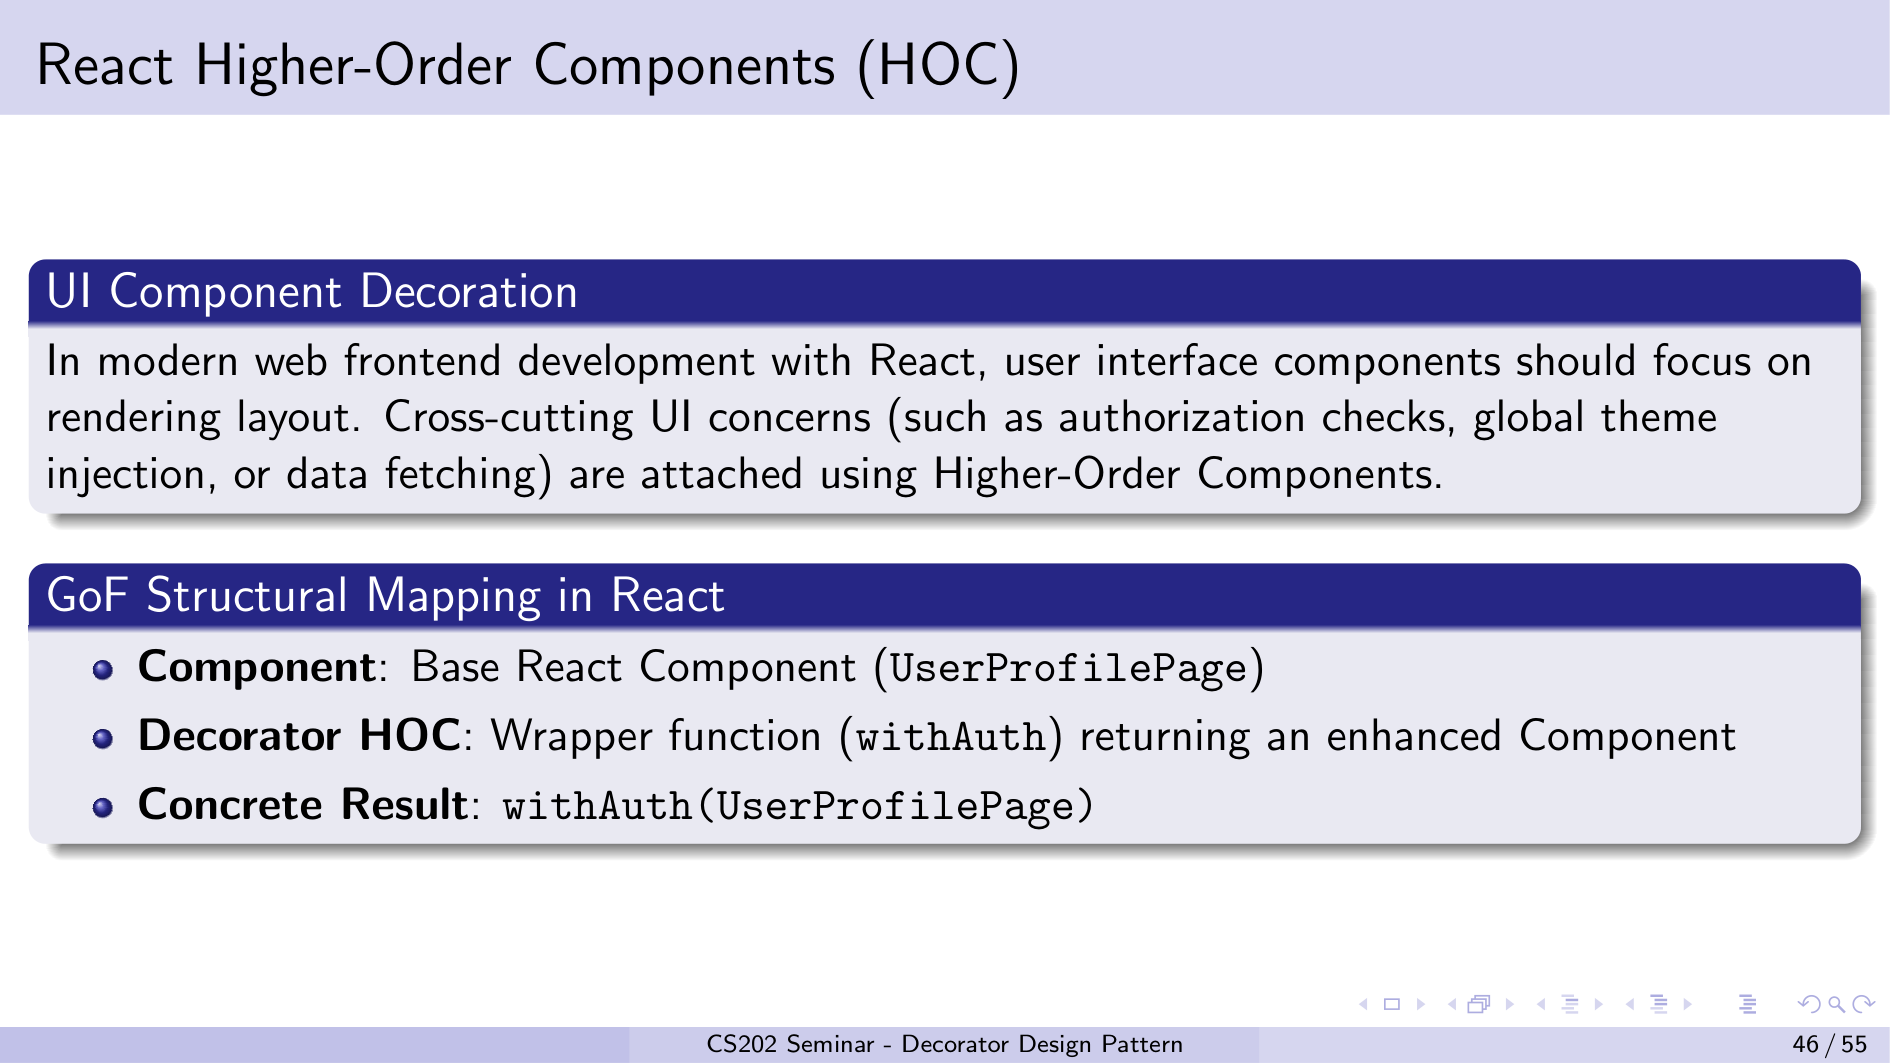 React Higher-Order Components (HOC)
UI Component Decoration
In modern web frontend development with React, user interface components should focus on
rendering layout. Cross-cutting UI concerns (such as authorization checks, global theme
injection, or data fetching) are attached using Higher-Order Components.
GoF Structural Mapping in React
Component: Base React Component (UserProfilePage)
Decorator HOC: Wrapper function (withAuth) returning an enhanced Component
Concrete Result: withAuth(UserProfilePage)
CS202 Seminar - Decorator Design Pattern
46 / 55